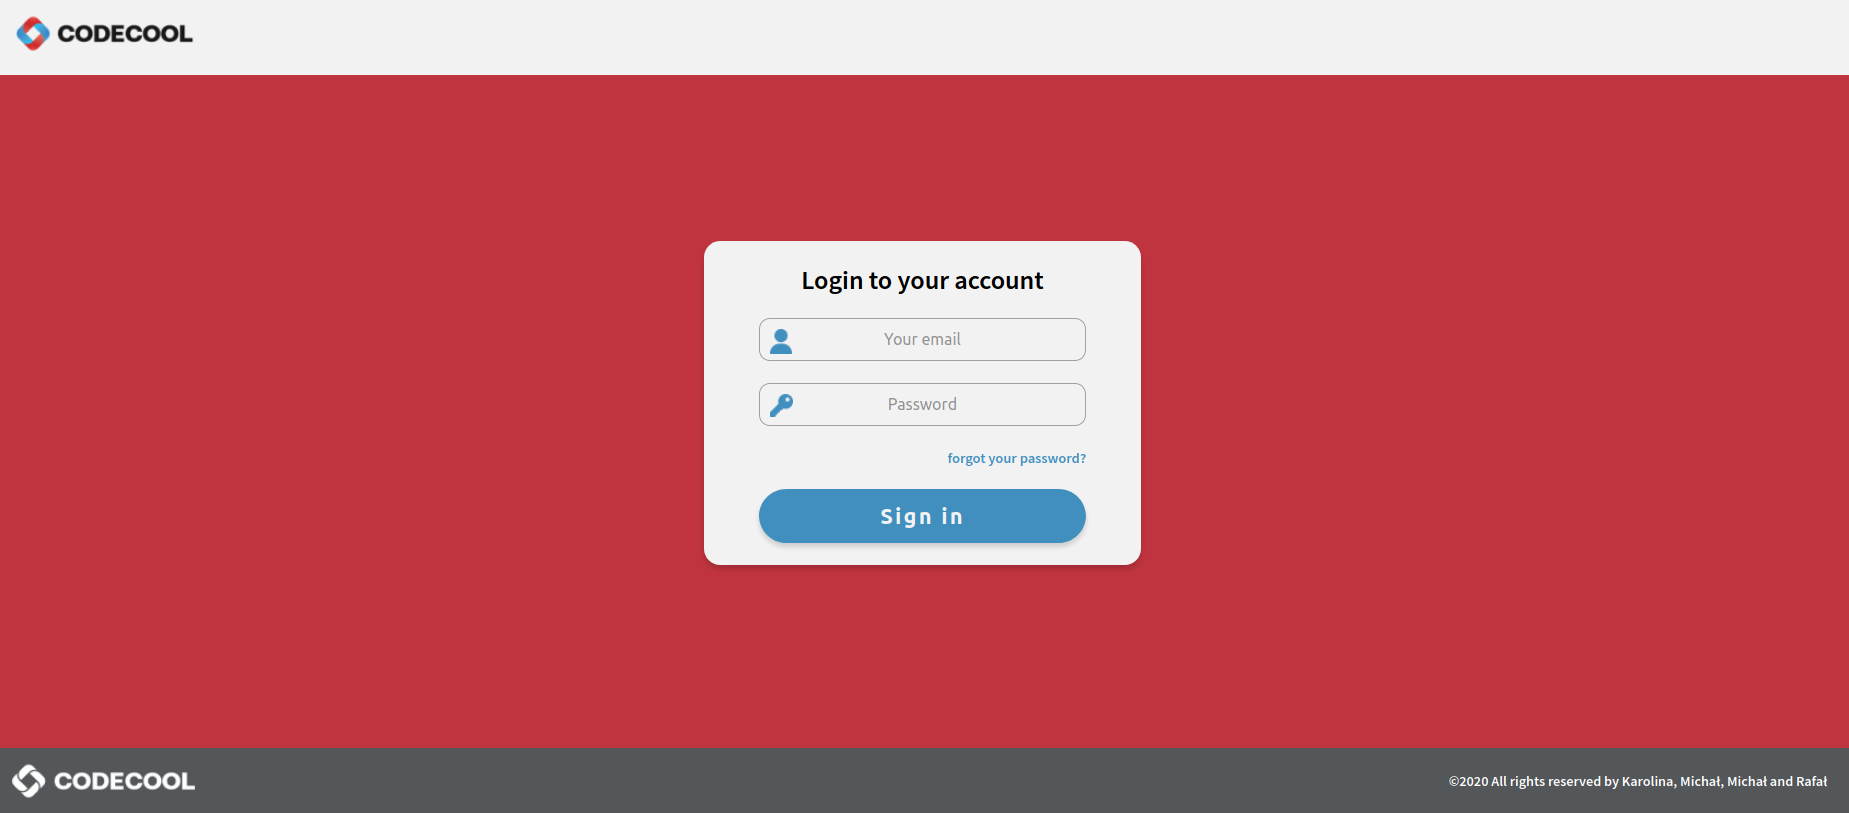 CODECOOL
Login to your account
Your email
Password
forgot your password?
Sign in
CODECOOL
©2020 All rights reserved by Karolina, Michał, Michał and Rafał